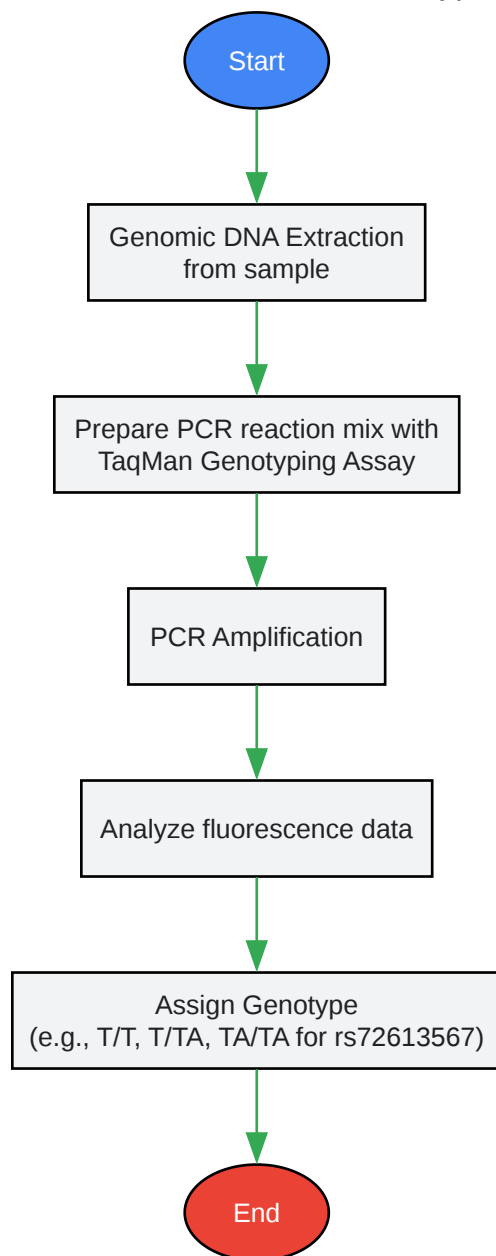 Start
Genomic DNA Extraction
from sample
Prepare PCR reaction mix with
TaqMan Genotyping Assay
PCR Amplification
Analyze fluorescence data
Assign Genotype
(e.g., T/T, T/TA, TA/TA for rs72613567)
End